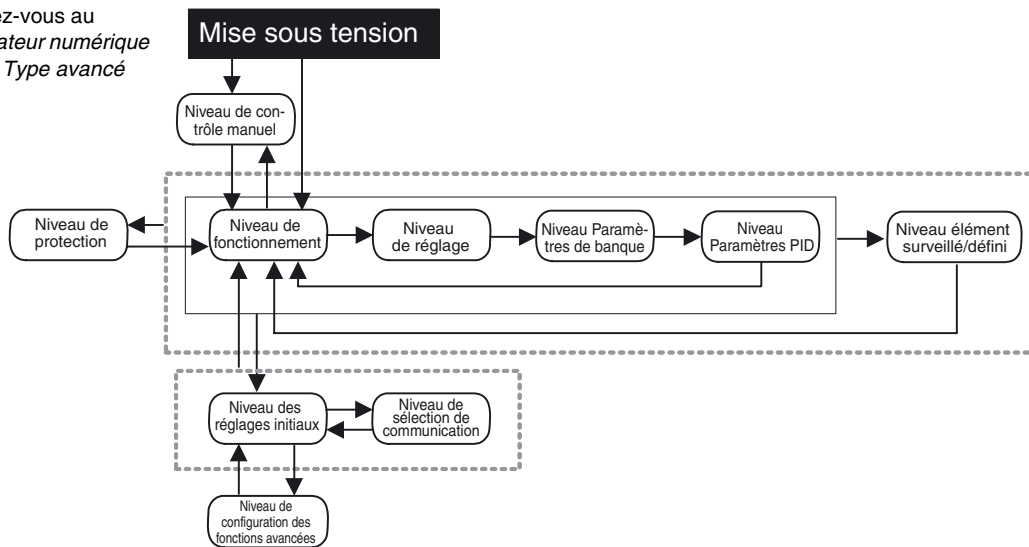 ez-vous au
ateur numérique
Type avancé
Mise sous tension
Niveau de con-
trôle manuel
Niveau de
protection
Niveau de
fonctionnement
Niveau
de réglage
Niveau Paramè-
tres de banque
Niveau
Paramètres PID
Niveau élément
surveillé/défini
Niveau des
réglages initiaux
Niveau de
sélection de
communication
Niveau de
configuration des
fonctions avancées